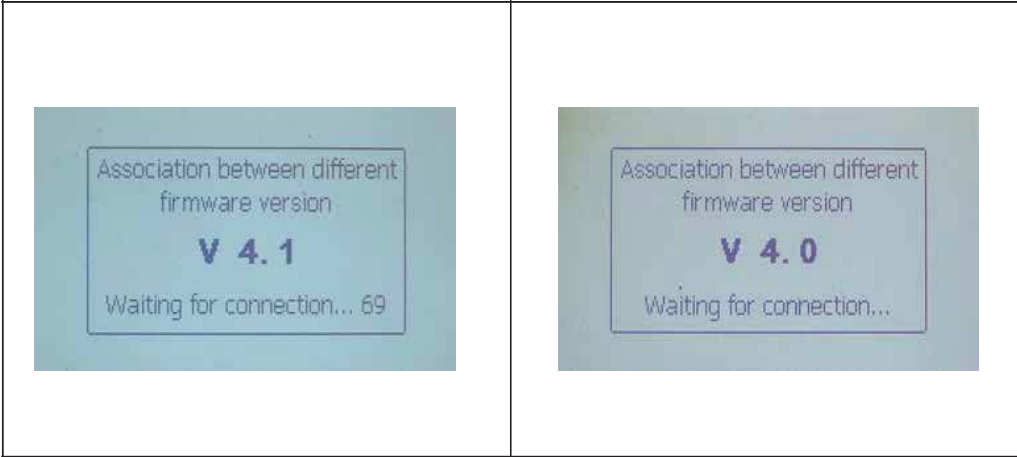 Association between different
firmware version
V 4.1
Waiting for connection... 69
Association between different
firmware version
V 4.0
Waiting for connection...